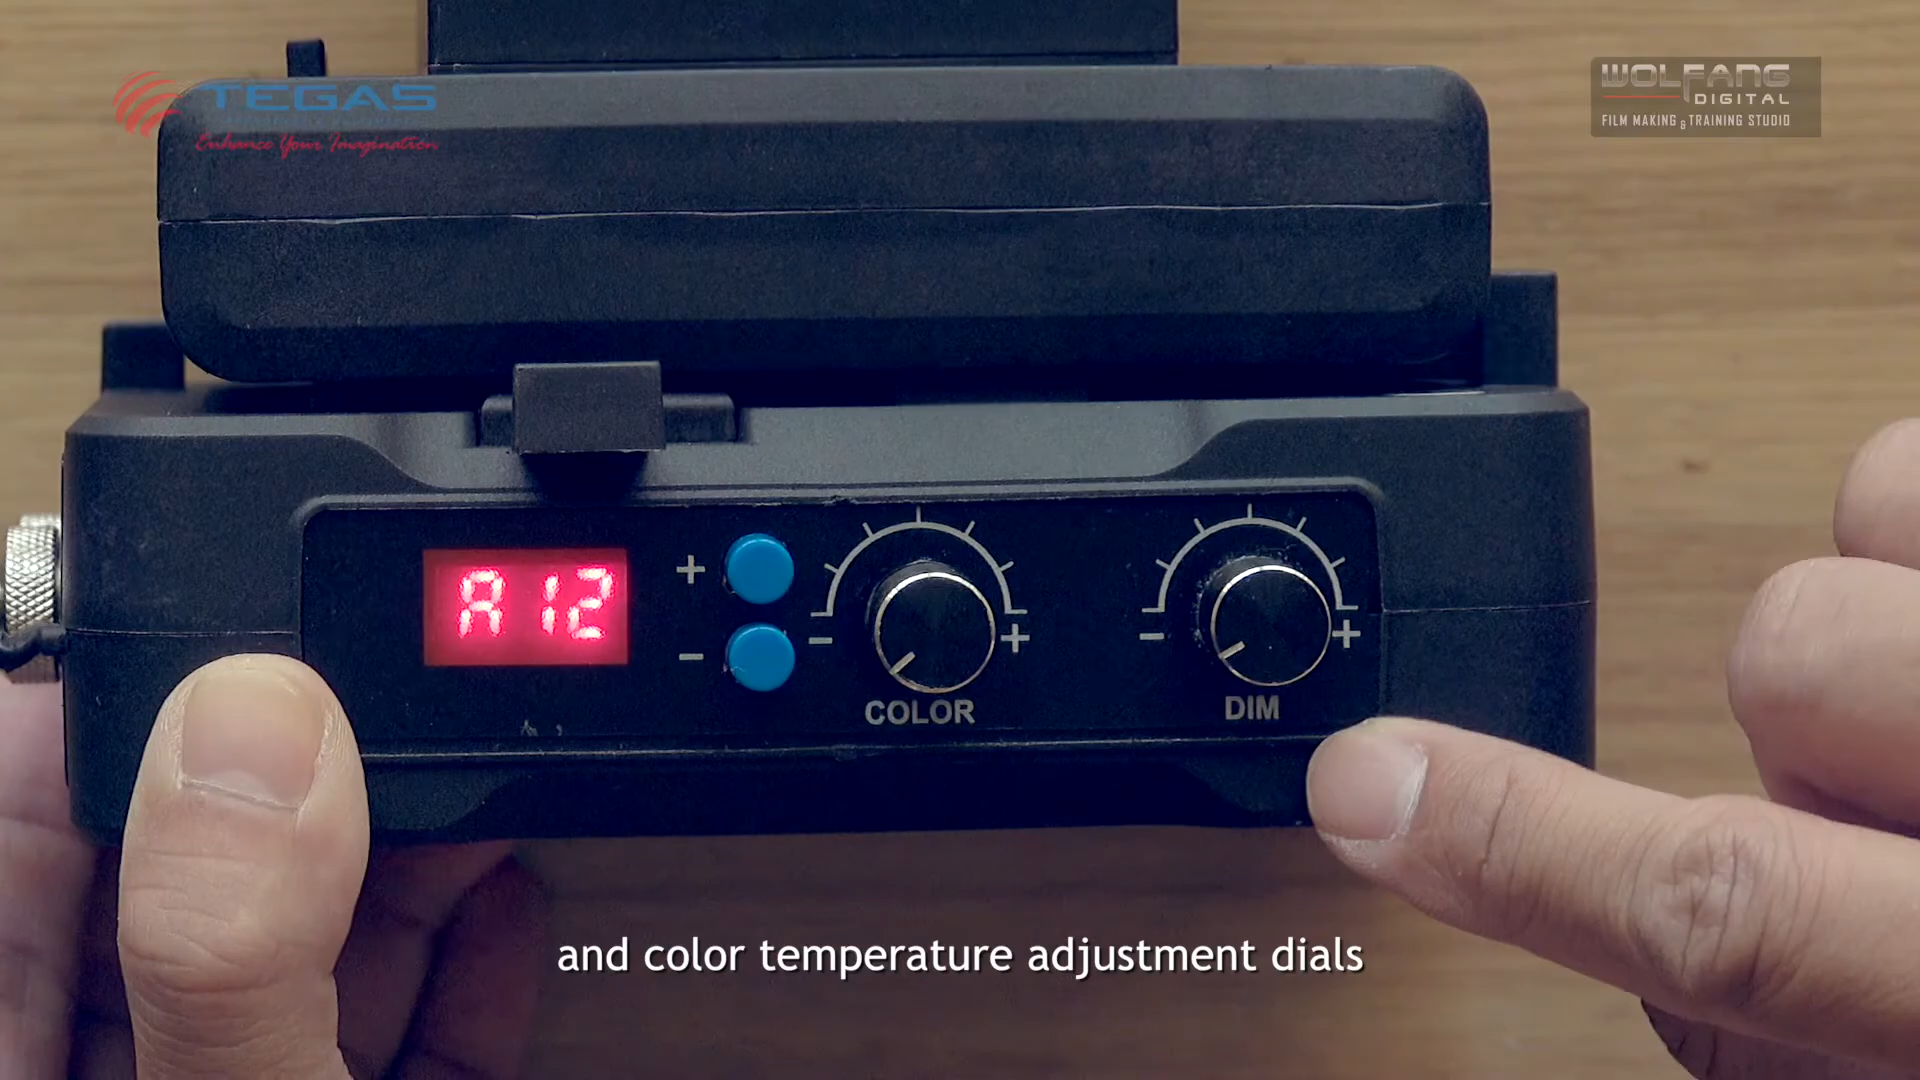 TEGAS
Enhance Your Imagination
WOLFANG
DIGITAL
FILM MAKING & TRAINING STUDIO
A12
+
-
- +
COLOR
- +
DIM
and color temperature adjustment dials